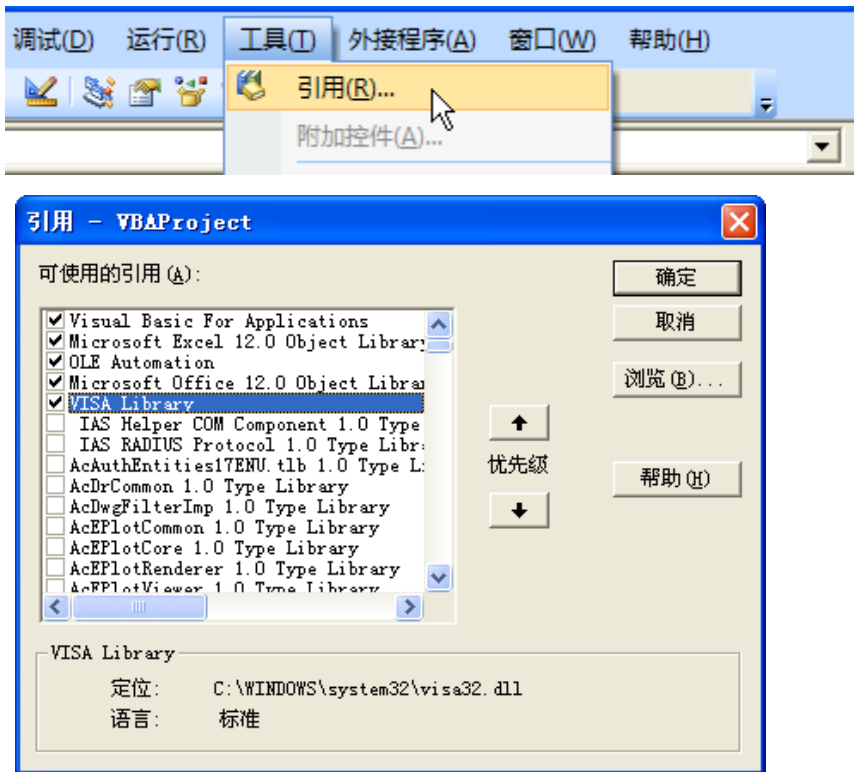 调试(D) 运行(R) 工具(T) 外接程序(A) 窗口(W) 帮助(H)
引用(R)...
附加控件(A)...
引用 - VBAProject
可使用的引用(A):
Visual Basic For Applications
Microsoft Excel 12.0 Object Library
OLE Automation
Microsoft Office 12.0 Object Librar
VISA Library
IAS Helper COM Component 1.0 Type
IAS RADIUS Protocol 1.0 Type Libr
AcAuthEntities17ENU.tlb 1.0 Type L
AcDrCommon 1.0 Type Library
AcDwgFilterImp 1.0 Type Library
AcEPlotCommon 1.0 Type Library
AcEPlotCore 1.0 Type Library
AcEPlotRenderer 1.0 Type Library
AcEPlotViewer 1.0 Type Library
确定
取消
浏览(B)...
优先级
帮助(H)
VISA Library
定位: C:\WINDOWS\system32\visa32.dll
语言: 标准